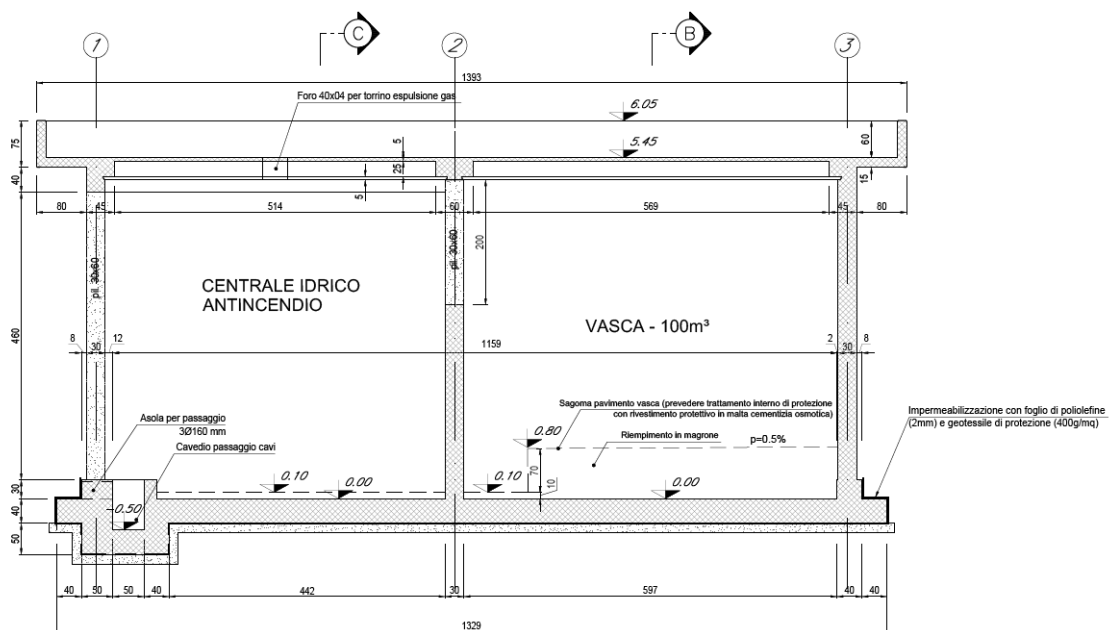 1
C
2
B
3
1393
Foro 40x04 per torrino espulsione gas
6.05
5.45
75
40
5
25
5
60
15
80
45
514
60
569
45
80
pil. 30x60
pil. 30x60
200
CENTRALE IDRICO
ANTINCENDIO
VASCA - 100m³
460
8
30
12
1159
2
30
8
Sagoma pavimento vasca (prevedere trattamento interno di protezione
con rivestimento protettivo in malta cementizia osmotica)
Asola per passaggio
3Ø160 mm
Cavedio passaggio cavi
Riempimento in magrone
p=0.5%
Impermeabilizzazione con foglio di poliolefine
(2mm) e geotessile di protezione (400g/mq)
0.80
70
10
0.10
0.00
0.10
0.00
-0.50
30
40
50
40
50
50
40
442
30
597
40
40
1329